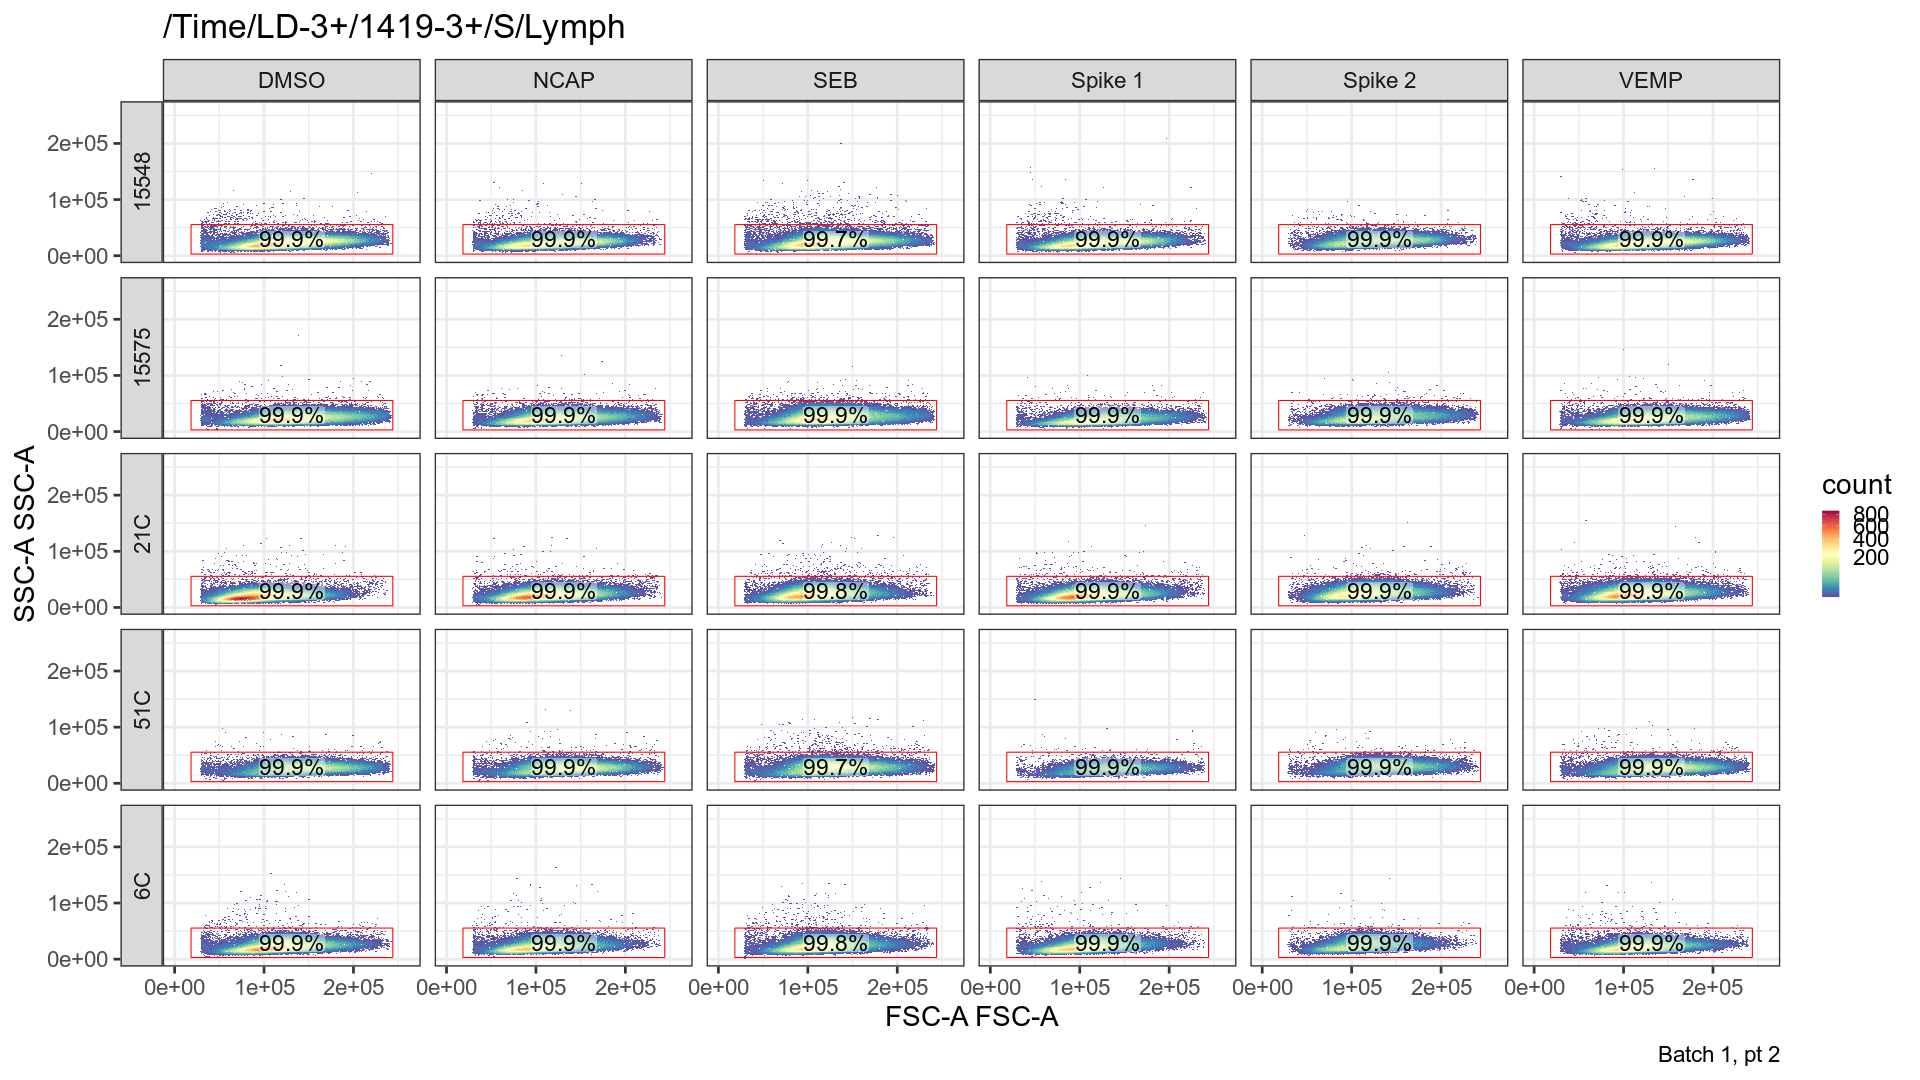 /Time/LD-3+/1419-3+/S/Lymph
DMSO NCAP SEB Spike 1 Spike 2 VEMP
SSC-A SSC-A
15548
2e+05
1e+05
0e+00
99.9% 99.9% 99.7% 99.9% 99.9% 99.9%
15575
2e+05
1e+05
0e+00
99.9% 99.9% 99.9% 99.9% 99.9% 99.9%
21C
2e+05
1e+05
0e+00
99.9% 99.9% 99.8% 99.9% 99.9% 99.9%
51C
2e+05
1e+05
0e+00
99.9% 99.9% 99.7% 99.9% 99.9% 99.9%
6C
2e+05
1e+05
0e+00
99.9% 99.9% 99.8% 99.9% 99.9% 99.9%
0e+00 1e+05 2e+05 0e+00 1e+05 2e+05 0e+00 1e+05 2e+05 0e+00 1e+05 2e+05 0e+00 1e+05 2e+05 0e+00 1e+05 2e+05
FSC-A FSC-A
count
800
600
400
200
Batch 1, pt 2